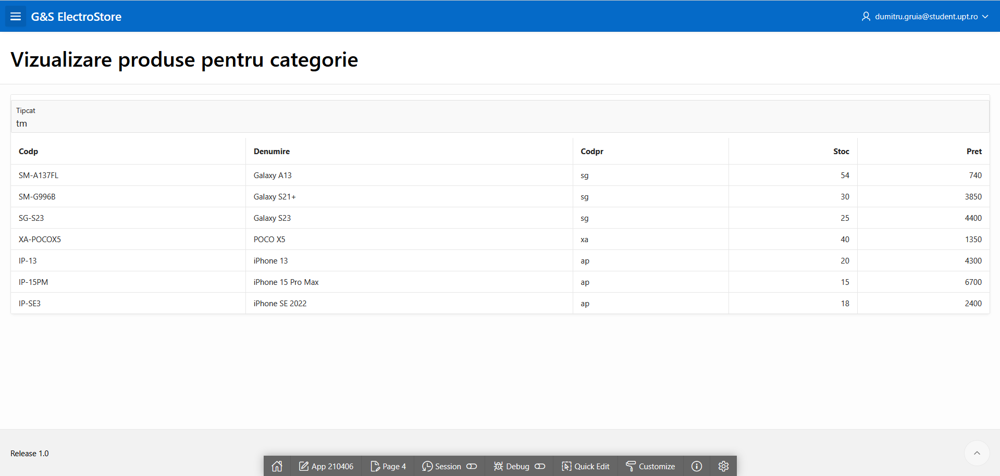 G&S ElectroStore dumitru.gruia@student.upt.ro
Vizualizare produse pentru categorie
Tipcat
tm
Codp Denumire Codpr Stoc Pret
SM-A137FL Galaxy A13 sg 54 740
SM-G996B Galaxy S21+ sg 30 3850
SG-S23 Galaxy S23 sg 25 4400
XA-POCOX5 POCO X5 xa 40 1350
IP-13 iPhone 13 ap 20 4300
IP-15PM iPhone 15 Pro Max ap 15 6700
IP-SE3 iPhone SE 2022 ap 18 2400
Release 1.0
App 210406 Page 4 Session Debug Quick Edit Customize